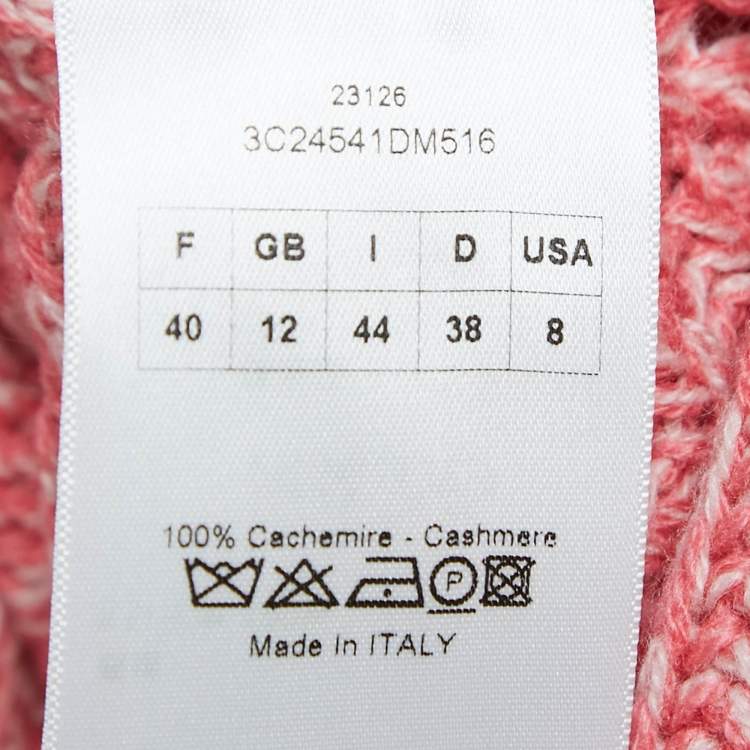 23126
3C24541DM516
F GB I D USA
40 12 44 38 8
100% Cachemire - Cashmere
P
Made In ITALY